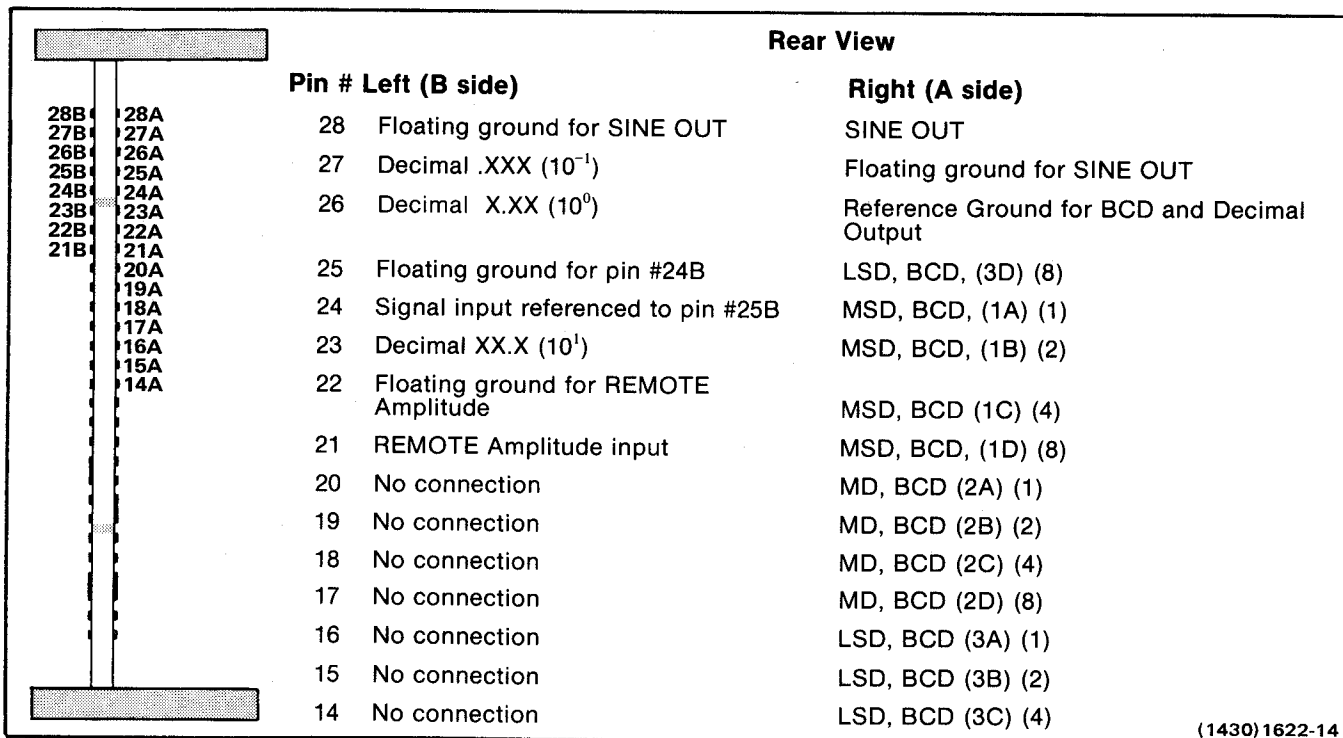 Rear View
Pin # Left (B side) Right (A side)
28B 28A
27B 27A
26B 26A
25B 25A
24B 24A
23B 23A
22B 22A
21B 21A
20A
19A
18A
17A
16A
15A
14A
28 Floating ground for SINE OUT SINE OUT
27 Decimal .XXX (10⁻¹) Floating ground for SINE OUT
26 Decimal X.XX (10⁰) Reference Ground for BCD and Decimal
Output
25 Floating ground for pin #24B LSD, BCD, (3D) (8)
24 Signal input referenced to pin #25B MSD, BCD, (1A) (1)
23 Decimal XX.X (10¹) MSD, BCD, (1B) (2)
22 Floating ground for REMOTE
Amplitude MSD, BCD (1C) (4)
21 REMOTE Amplitude input MSD, BCD, (1D) (8)
20 No connection MD, BCD (2A) (1)
19 No connection MD, BCD (2B) (2)
18 No connection MD, BCD (2C) (4)
17 No connection MD, BCD (2D) (8)
16 No connection LSD, BCD (3A) (1)
15 No connection LSD, BCD (3B) (2)
14 No connection LSD, BCD (3C) (4)
(1430)1622-14